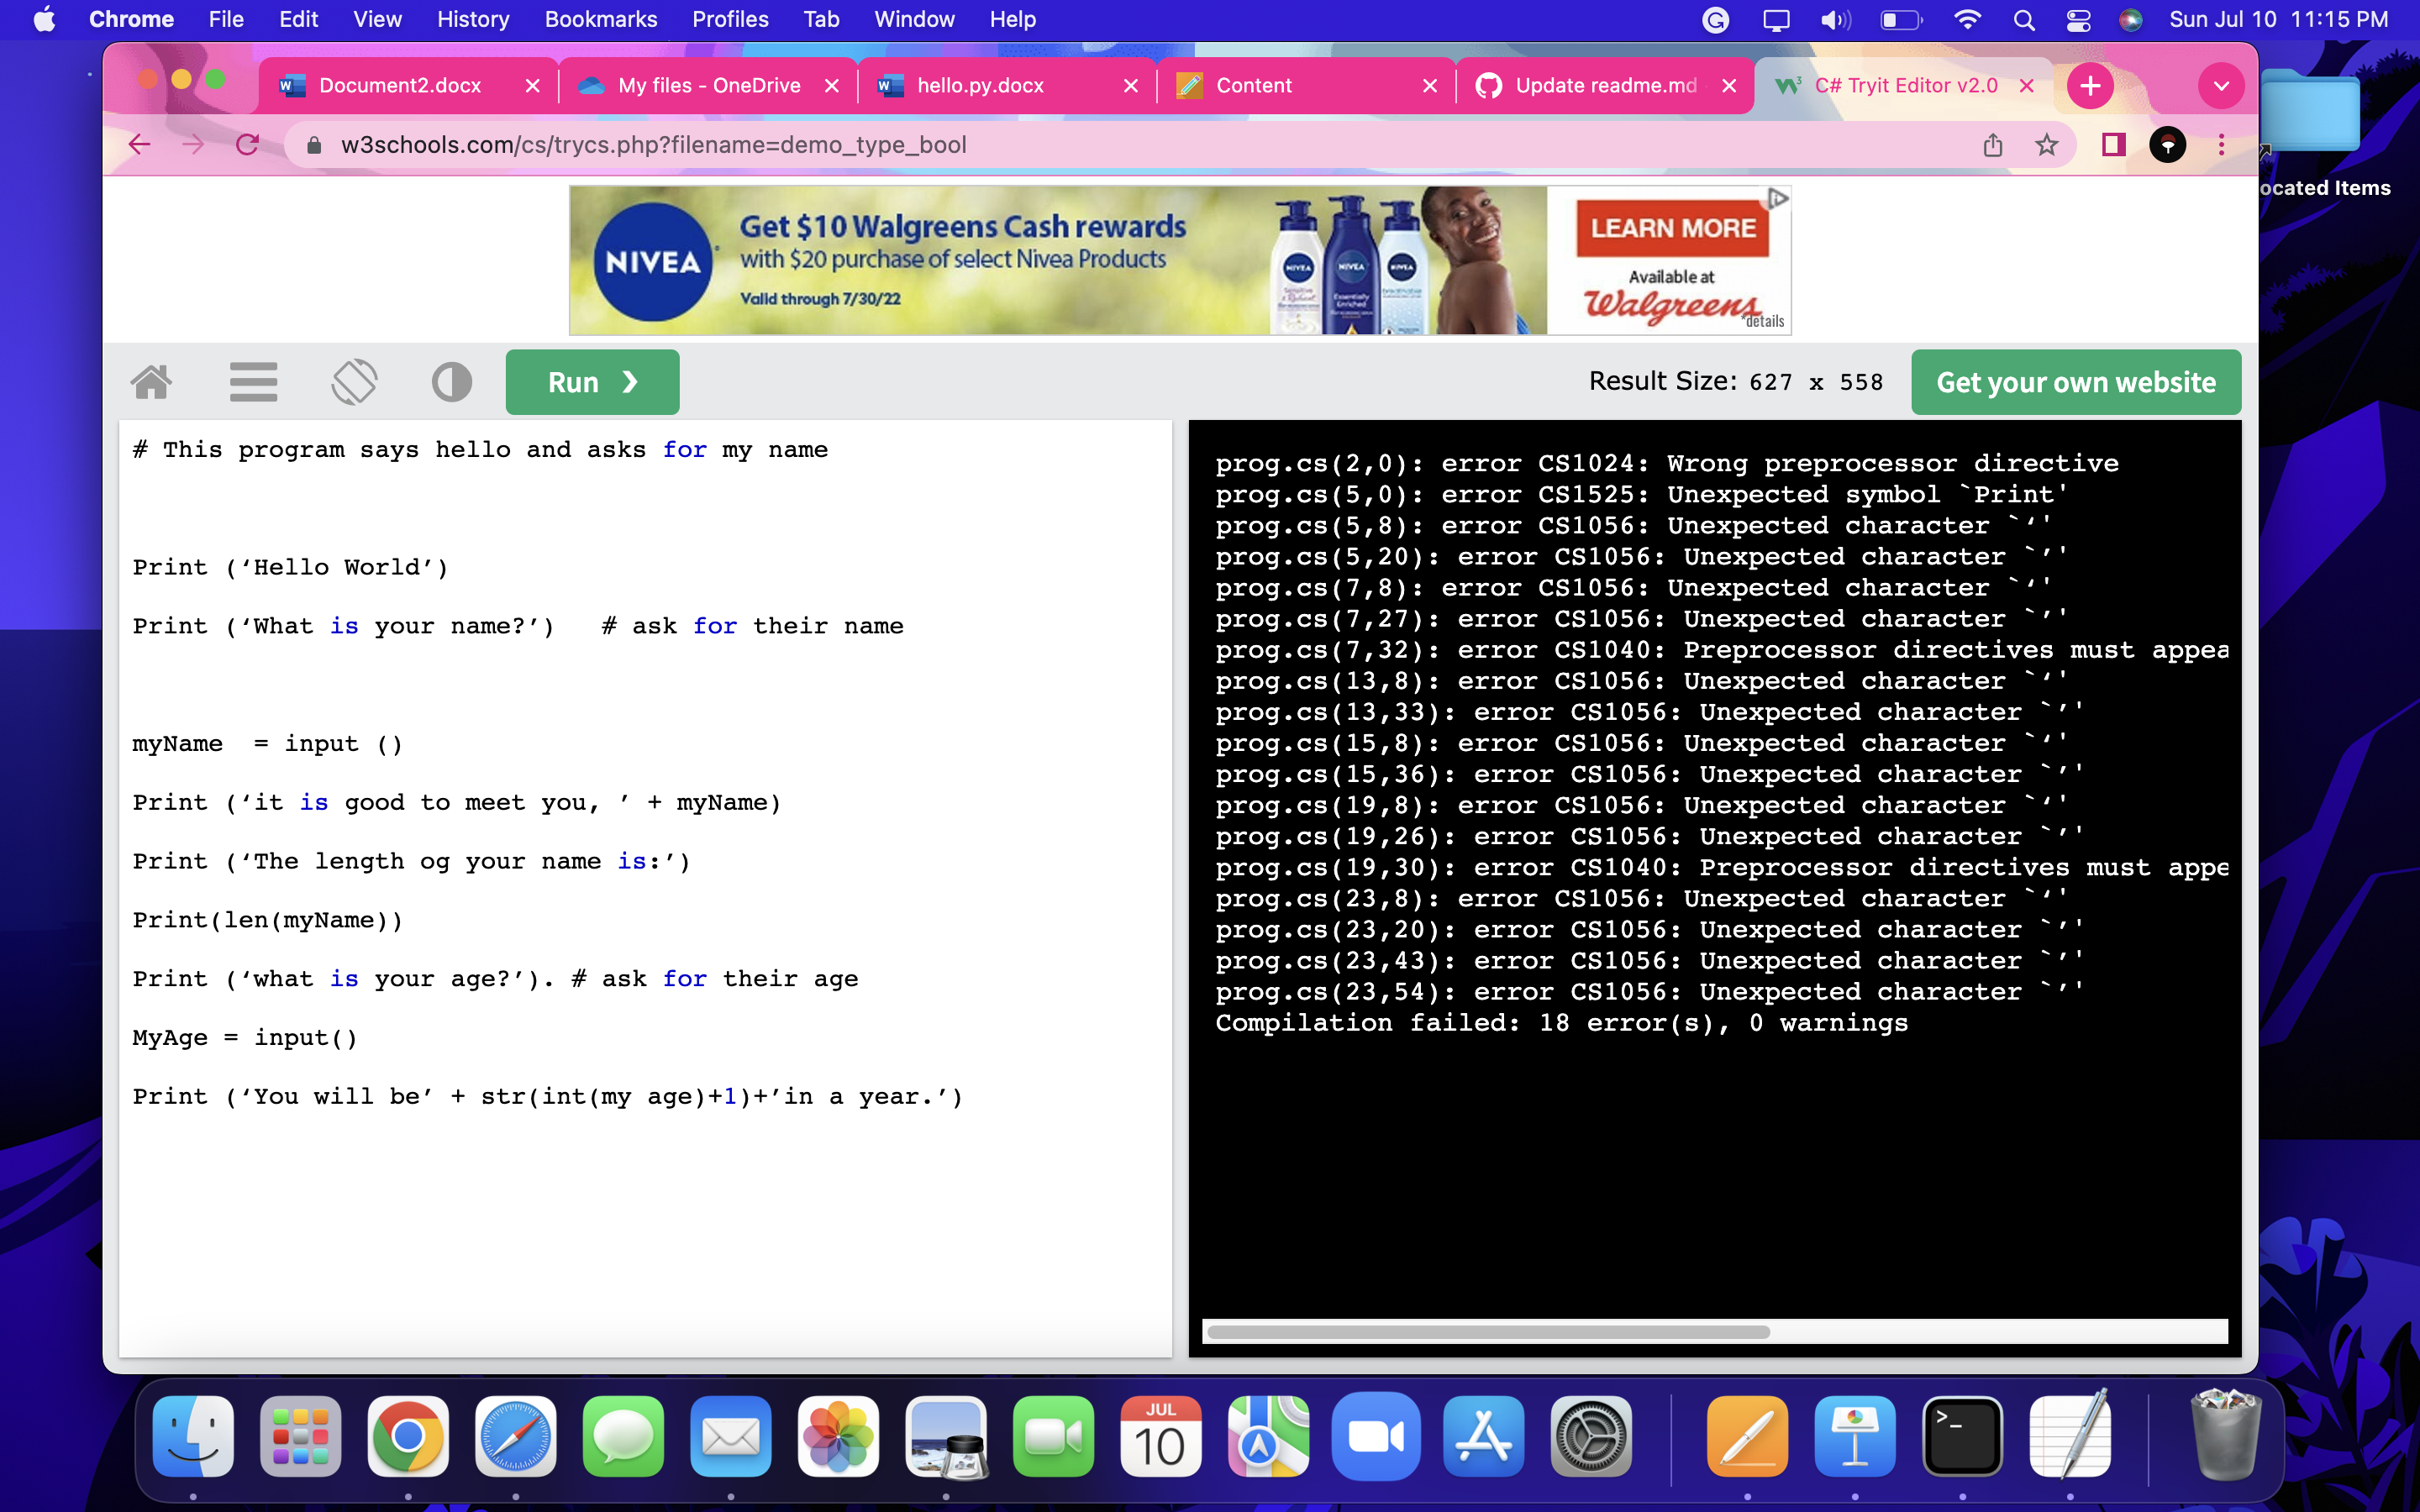 Chrome File Edit View History Bookmarks Profiles Tab Window Help Sun Jul 10 11:15 PM
Document2.docx My files - OneDrive hello.py.docx Content Update readme.md C# Tryit Editor v2.0
w3schools.com/cs/trycs.php?filename=demo_type_bool
ocated Items
NIVEA
Get $10 Walgreens Cash rewards
with $20 purchase of select Nivea Products
Valid through 7/30/22
NIVEA NIVEA NIVEA
LEARN MORE
Available at
Walgreens
*details
Run ❯ Result Size: 627 x 558 Get your own website
# This program says hello and asks for my name
Print (‘Hello World’)
Print (‘What is your name?’)   # ask for their name
myName  = input ()
Print (‘it is good to meet you, ’ + myName)
Print (‘The length og your name is:’)
Print(len(myName))
Print (‘what is your age?’). # ask for their age
MyAge = input()
Print (‘You will be’ + str(int(my age)+1)+’in a year.’)
prog.cs(2,0): error CS1024: Wrong preprocessor directive
prog.cs(5,0): error CS1525: Unexpected symbol `Print'
prog.cs(5,8): error CS1056: Unexpected character `‘'
prog.cs(5,20): error CS1056: Unexpected character `’'
prog.cs(7,8): error CS1056: Unexpected character `‘'
prog.cs(7,27): error CS1056: Unexpected character `’'
prog.cs(7,32): error CS1040: Preprocessor directives must appea
prog.cs(13,8): error CS1056: Unexpected character `‘'
prog.cs(13,33): error CS1056: Unexpected character `’'
prog.cs(15,8): error CS1056: Unexpected character `‘'
prog.cs(15,36): error CS1056: Unexpected character `’'
prog.cs(19,8): error CS1056: Unexpected character `‘'
prog.cs(19,26): error CS1056: Unexpected character `’'
prog.cs(19,30): error CS1040: Preprocessor directives must appe
prog.cs(23,8): error CS1056: Unexpected character `‘'
prog.cs(23,20): error CS1056: Unexpected character `’'
prog.cs(23,43): error CS1056: Unexpected character `’'
prog.cs(23,54): error CS1056: Unexpected character `’'
Compilation failed: 18 error(s), 0 warnings
JUL
10